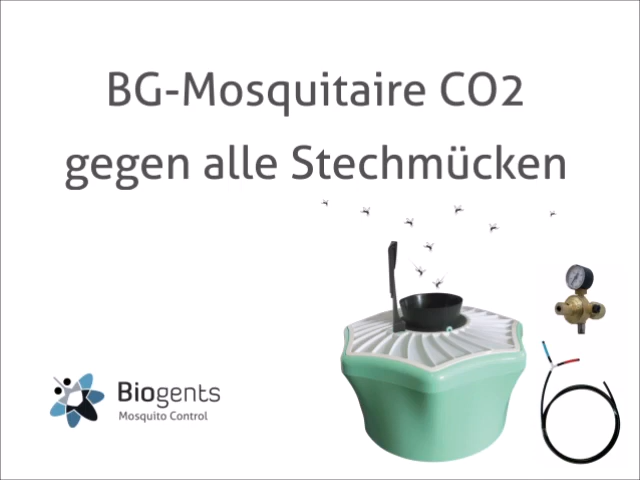 BG-Mosquitaire CO2
gegen alle Stechmücken
Biogents
Mosquito Control